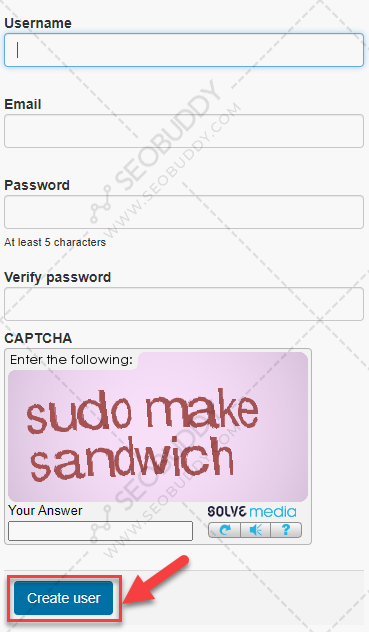 Username
Email
Password
At least 5 characters
Verify password
CAPTCHA
Enter the following:
sudo make
sandwich
Your Answer
SOLVE media
?
Create user
SEOBUDDY
WWW.SEOBUDDY.COM
SEOBUDDY
WWW.SEOBUDDY.COM